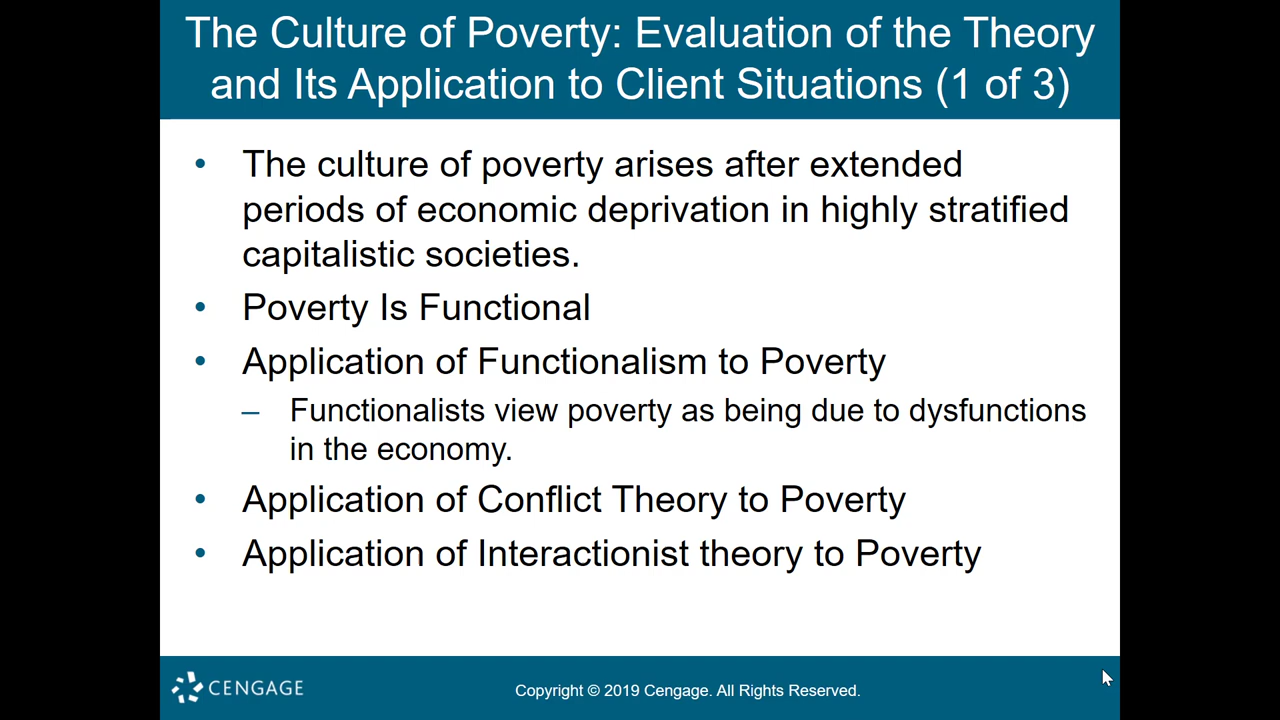 The Culture of Poverty: Evaluation of the Theory
and Its Application to Client Situations (1 of 3)
• The culture of poverty arises after extended
periods of economic deprivation in highly stratified
capitalistic societies.
• Poverty Is Functional
• Application of Functionalism to Poverty
– Functionalists view poverty as being due to dysfunctions
in the economy.
• Application of Conflict Theory to Poverty
• Application of Interactionist theory to Poverty
CENGAGE
Copyright © 2019 Cengage. All Rights Reserved.